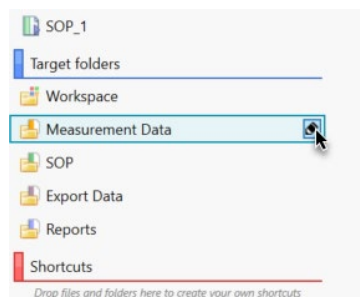 SOP_1
Target folders
Workspace
Measurement Data
SOP
Export Data
Reports
Shortcuts
Drop files and folders here to create your own shortcuts